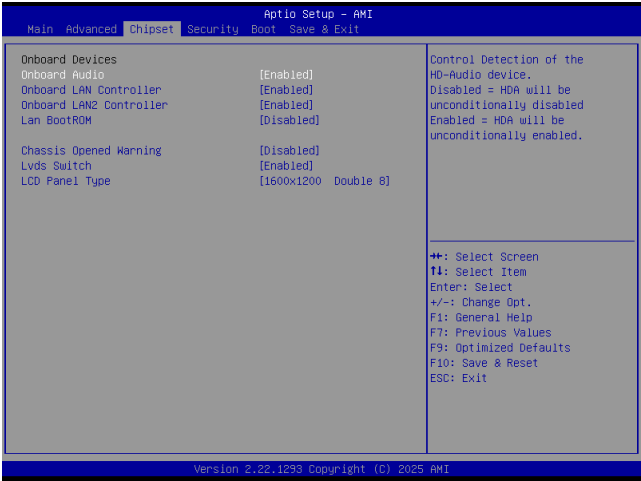 Aptio Setup – AMI
Main Advanced Chipset Security Boot Save & Exit
Onboard Devices
Onboard Audio [Enabled]
Onboard LAN Controller [Enabled]
Onboard LAN2 Controller [Enabled]
Lan BootROM [Disabled]
Chassis Opened Warning [Disabled]
Lvds Switch [Enabled]
LCD Panel Type [1600x1200 Double 8]
Control Detection of the
HD-Audio device.
Disabled = HDA will be
unconditionally disabled
Enabled = HDA will be
unconditionally enabled.
→←: Select Screen
↑↓: Select Item
Enter: Select
+/-: Change Opt.
F1: General Help
F7: Previous Values
F9: Optimized Defaults
F10: Save & Reset
ESC: Exit
Version 2.22.1293 Copyright (C) 2025 AMI